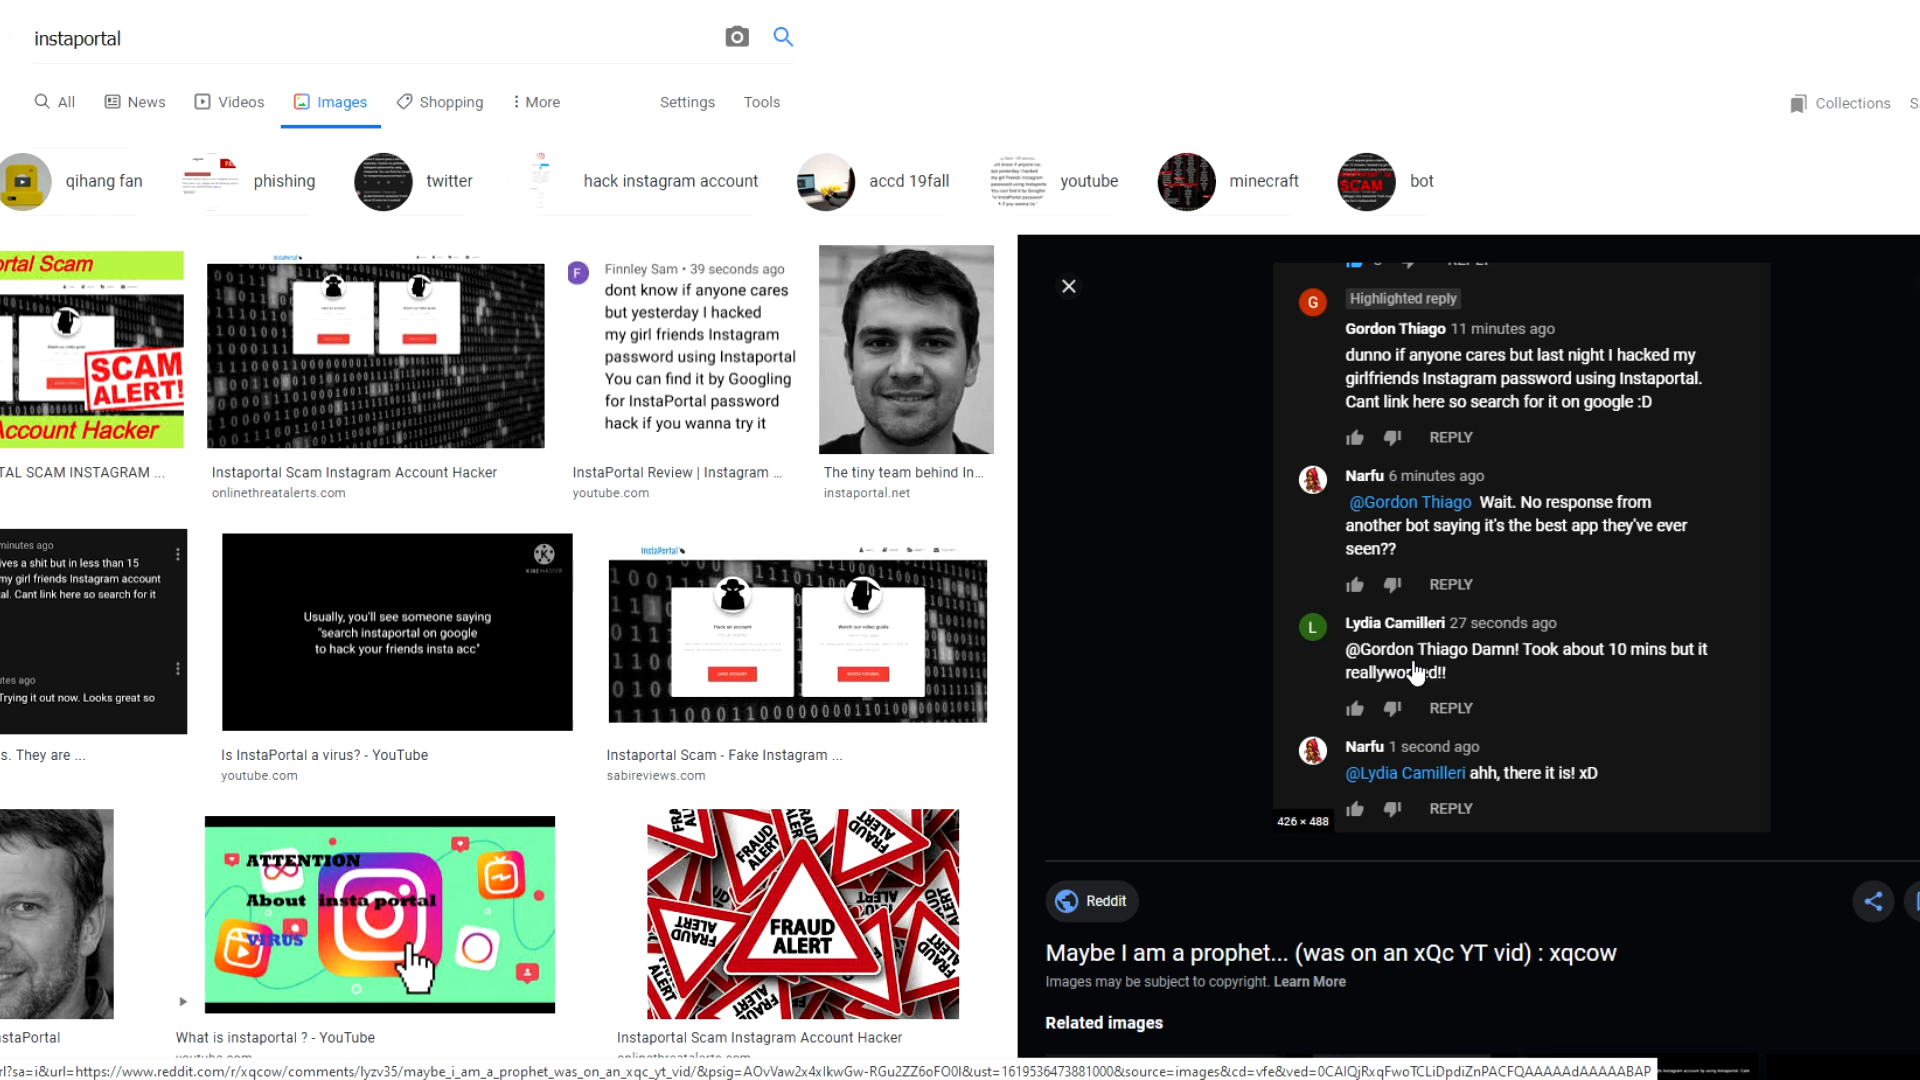 instaportal
All
News
Videos
Images
Shopping
More
Settings
Tools
Collections
S
qihang fan
phishing
twitter
hack instagram account
accd 19fall
youtube
minecraft
SCAM
bot
ortal Scam
SCAM
ALERT!
Account Hacker
TAL SCAM INSTAGRAM ...
InstaPortal
Instaportal Scam Instagram Account Hacker
onlinethreatalerts.com
F
Finnley Sam • 39 seconds ago
dont know if anyone cares
but yesterday I hacked
my girl friends Instagram
password using Instaportal
You can find it by Googling
for InstaPortal password
hack if you wanna try it
InstaPortal Review | Instagram ...
youtube.com
The tiny team behind In...
instaportal.net
minutes ago
ives a shit but in less than 15
my girl friends Instagram account
al. Cant link here so search for it
utes ago
Trying it out now. Looks great so
s. They are ...
KINEMASTER
Usually, you'll see someone saying
"search instaportal on google
to hack your friends insta acc"
Is InstaPortal a virus? - YouTube
youtube.com
InstaPortal
Hack an account
Watch our video guide
Instaportal Scam - Fake Instagram ...
sabireviews.com
staPortal
ATTENTION
About insta portal
VIRUS
What is instaportal ? - YouTube
youtube.com
FRAUD
ALERT
Instaportal Scam Instagram Account Hacker
onlinethreatalerts.com
REPLY
G
Highlighted reply
Gordon Thiago 11 minutes ago
dunno if anyone cares but last night I hacked my
girlfriends Instagram password using Instaportal.
Cant link here so search for it on google :D
REPLY
Narfu 6 minutes ago
@Gordon Thiago Wait. No response from
another bot saying it's the best app they've ever
seen??
REPLY
L
Lydia Camilleri 27 seconds ago
@Gordon Thiago Damn! Took about 10 mins but it
reallyworked!!
REPLY
Narfu 1 second ago
@Lydia Camilleri ahh, there it is! xD
REPLY
426 × 488
Reddit
Maybe I am a prophet... (was on an xQc YT vid) : xqcow
Images may be subject to copyright. Learn More
Related images
rl?sa=i&url=https://www.reddit.com/r/xqcow/comments/lyzv35/maybe_i_am_a_prophet_was_on_an_xqc_yt_vid/&psig=AOvVaw2x4xIkwGw-RGu2ZZ6oFO0I&ust=1619536473881000&source=images&cd=vfe&ved=0CAIQjRxqFwoTCLiDpdiZnPACFQAAAAAdAAAAABAP